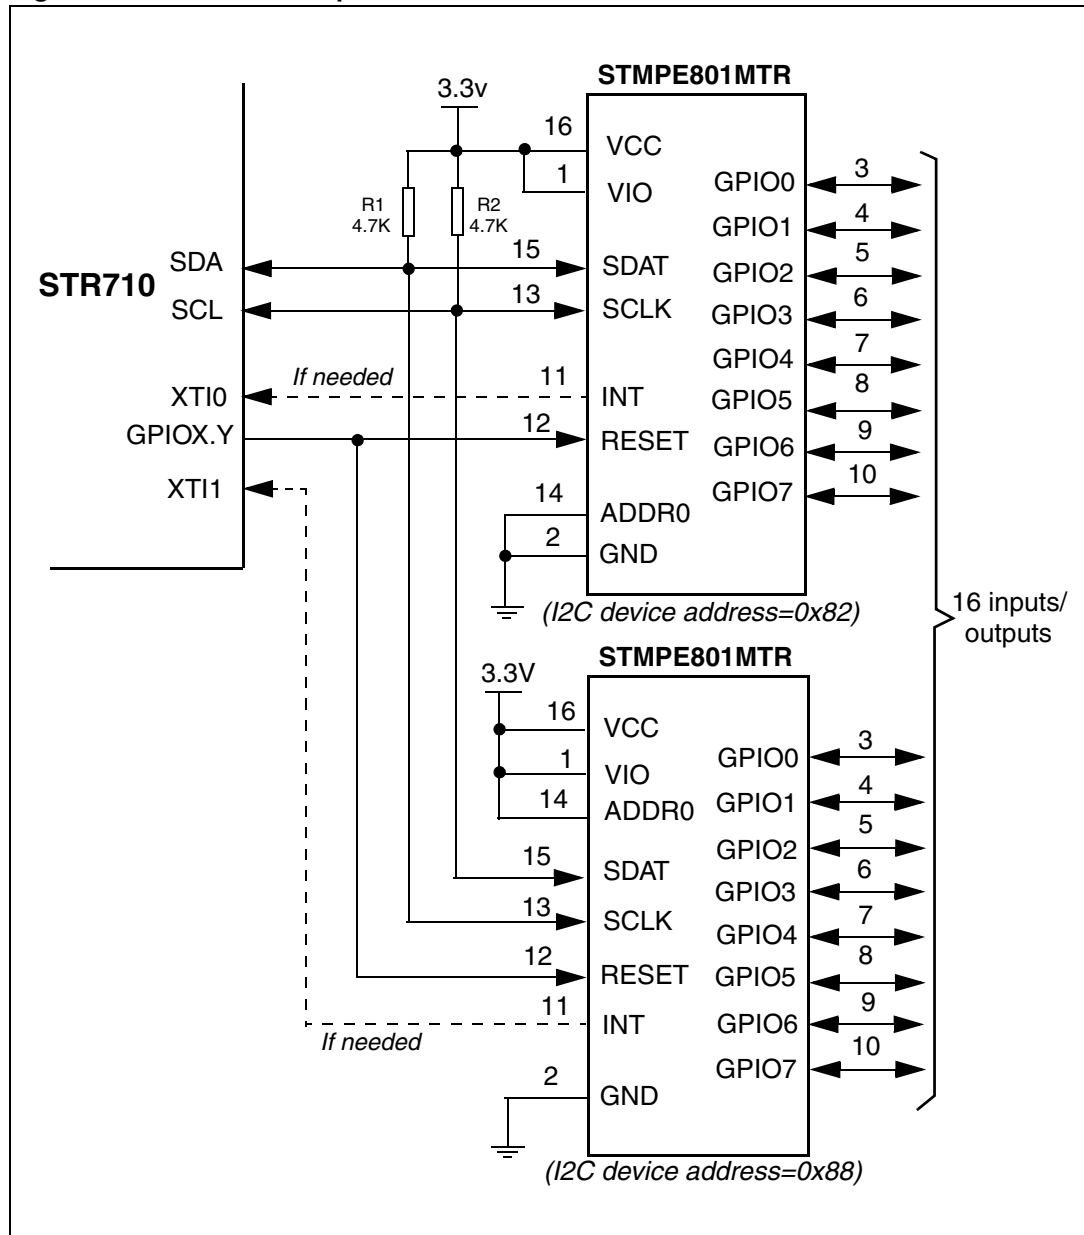 STMPE801MTR
3.3v
16
VCC
1
VIO
R1
4.7K
R2
4.7K
SDA
15
SDAT
STR710
SCL
13
SCLK
If needed
XTI0
11
INT
GPIOX.Y
12
RESET
XTI1
14
ADDR0
2
GND
GPIO0
3
GPIO1
4
GPIO2
5
GPIO3
6
GPIO4
7
GPIO5
8
GPIO6
9
GPIO7
10
(I2C device address=0x82)
16 inputs/
outputs
STMPE801MTR
3.3V
16
VCC
1
VIO
14
ADDR0
15
SDAT
13
SCLK
12
RESET
11
INT
If needed
2
GND
GPIO0
3
GPIO1
4
GPIO2
5
GPIO3
6
GPIO4
7
GPIO5
8
GPIO6
9
GPIO7
10
(I2C device address=0x88)